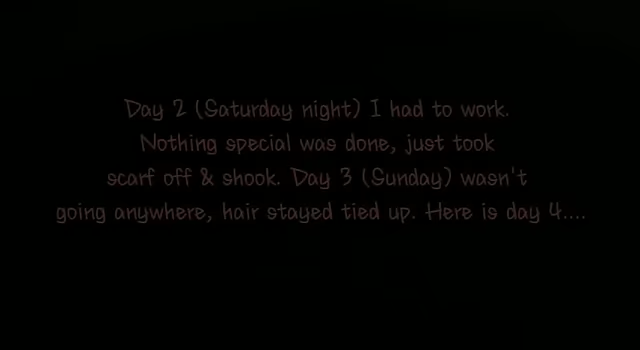 Day 2 (Saturday night) I had to work.
Nothing special was done, just took
scarf off & shook. Day 3 (Sunday) wasn't
going anywhere, hair stayed tied up. Here is day 4....